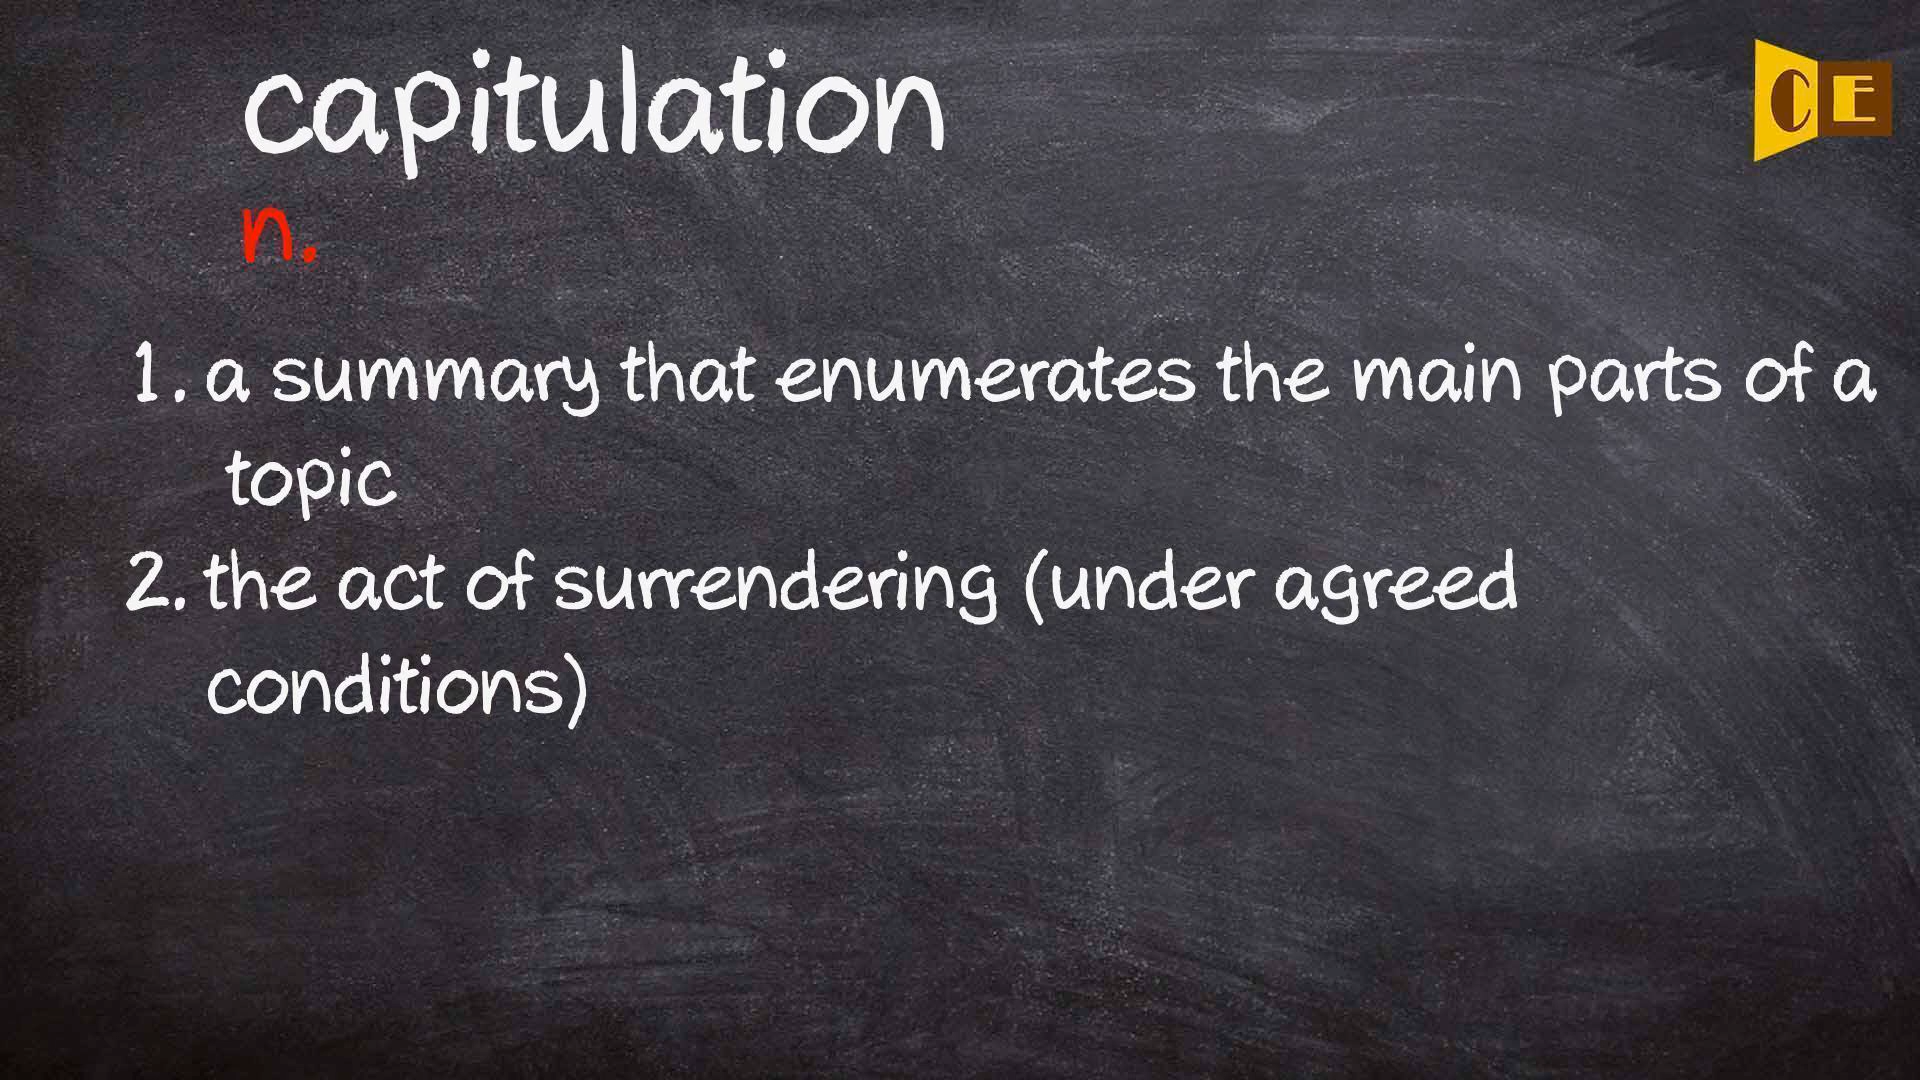 capitulation
CE
n.
1. a summary that enumerates the main parts of a
topic
2. the act of surrendering (under agreed
conditions)